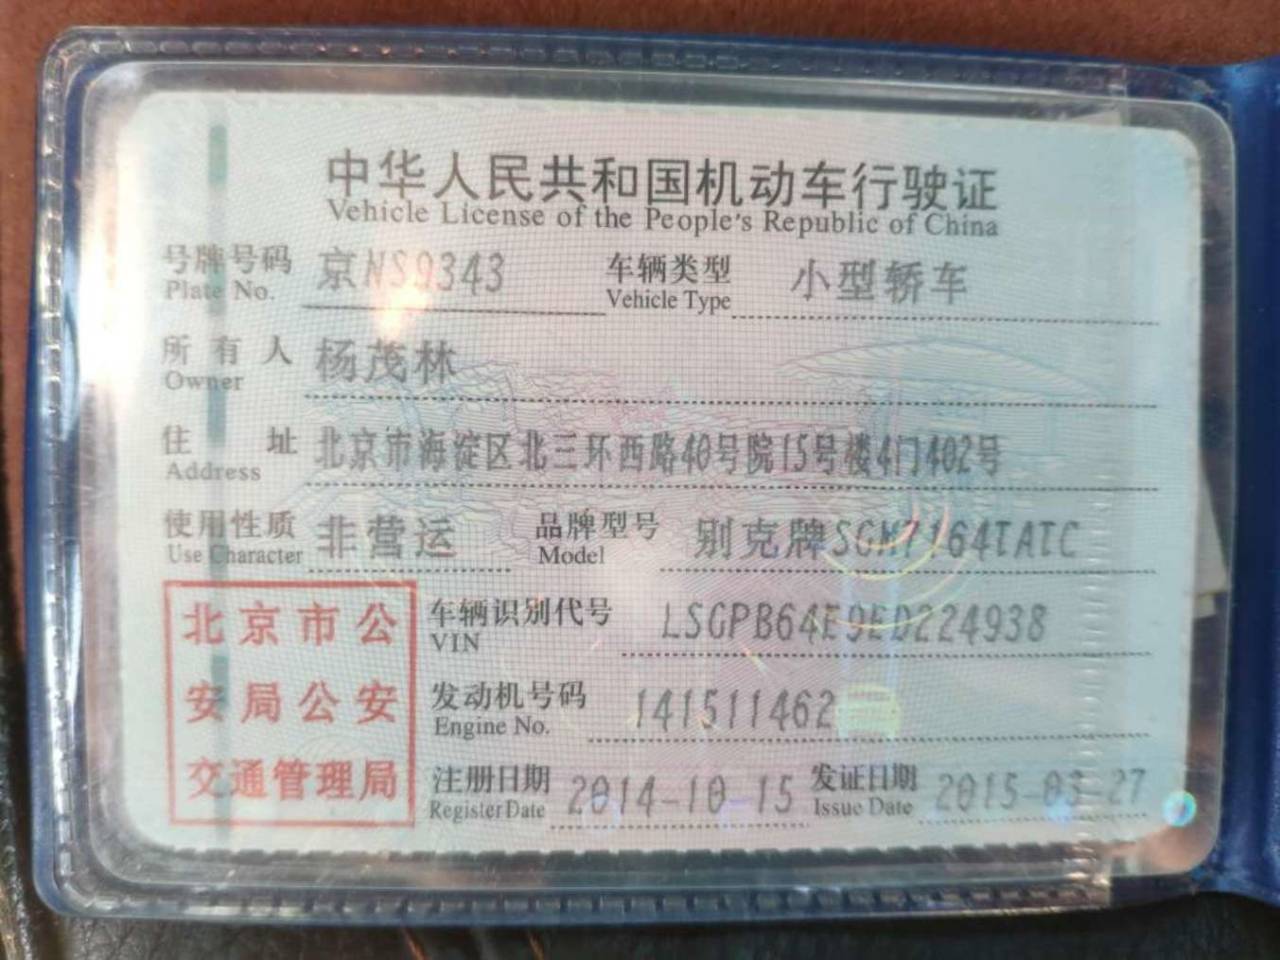 中华人民共和国机动车行驶证
Vehicle License of the People's Republic of China
号牌号码 京NS9343 车辆类型 小型轿车
Plate No. Vehicle Type
所有人 杨茂林
Owner
住址 北京市海淀区北三环西路40号院15号楼4门402号
Address
使用性质 非营运 品牌型号 别克牌SGM7164TATC
Use Character Model
北京市公
安局公安
交通管理局
车辆识别代号 LSGPB64E9ED224938
VIN
发动机号码 141511462
Engine No.
注册日期 2014-10-15 发证日期 2015-03-27
Register Date Issue Date